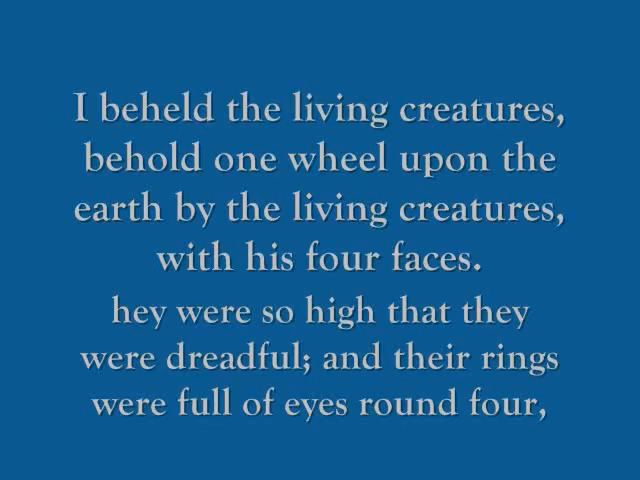 I beheld the living creatures,
behold one wheel upon the
earth by the living creatures,
with his four faces.
hey were so high that they
were dreadful; and their rings
were full of eyes round four,